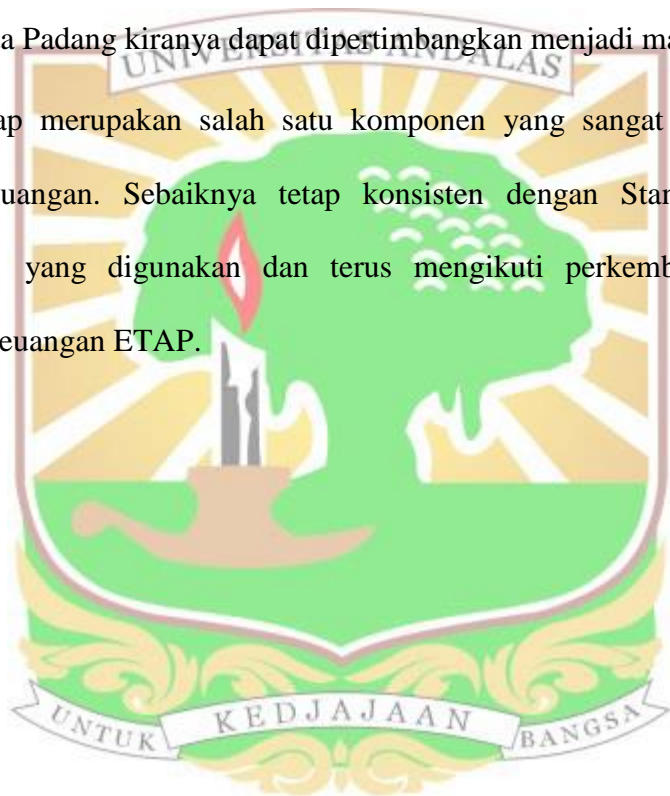 a Padang kiranya dapat dipertimbangkan menjadi ma
UNIVERSITAS ANDALAS
ap merupakan salah satu komponen yang sangat
uangan. Sebaiknya tetap konsisten dengan Stan
yang digunakan dan terus mengikuti perkemb
euangan ETAP.
UNTUK KEDJAJAAN BANGSA